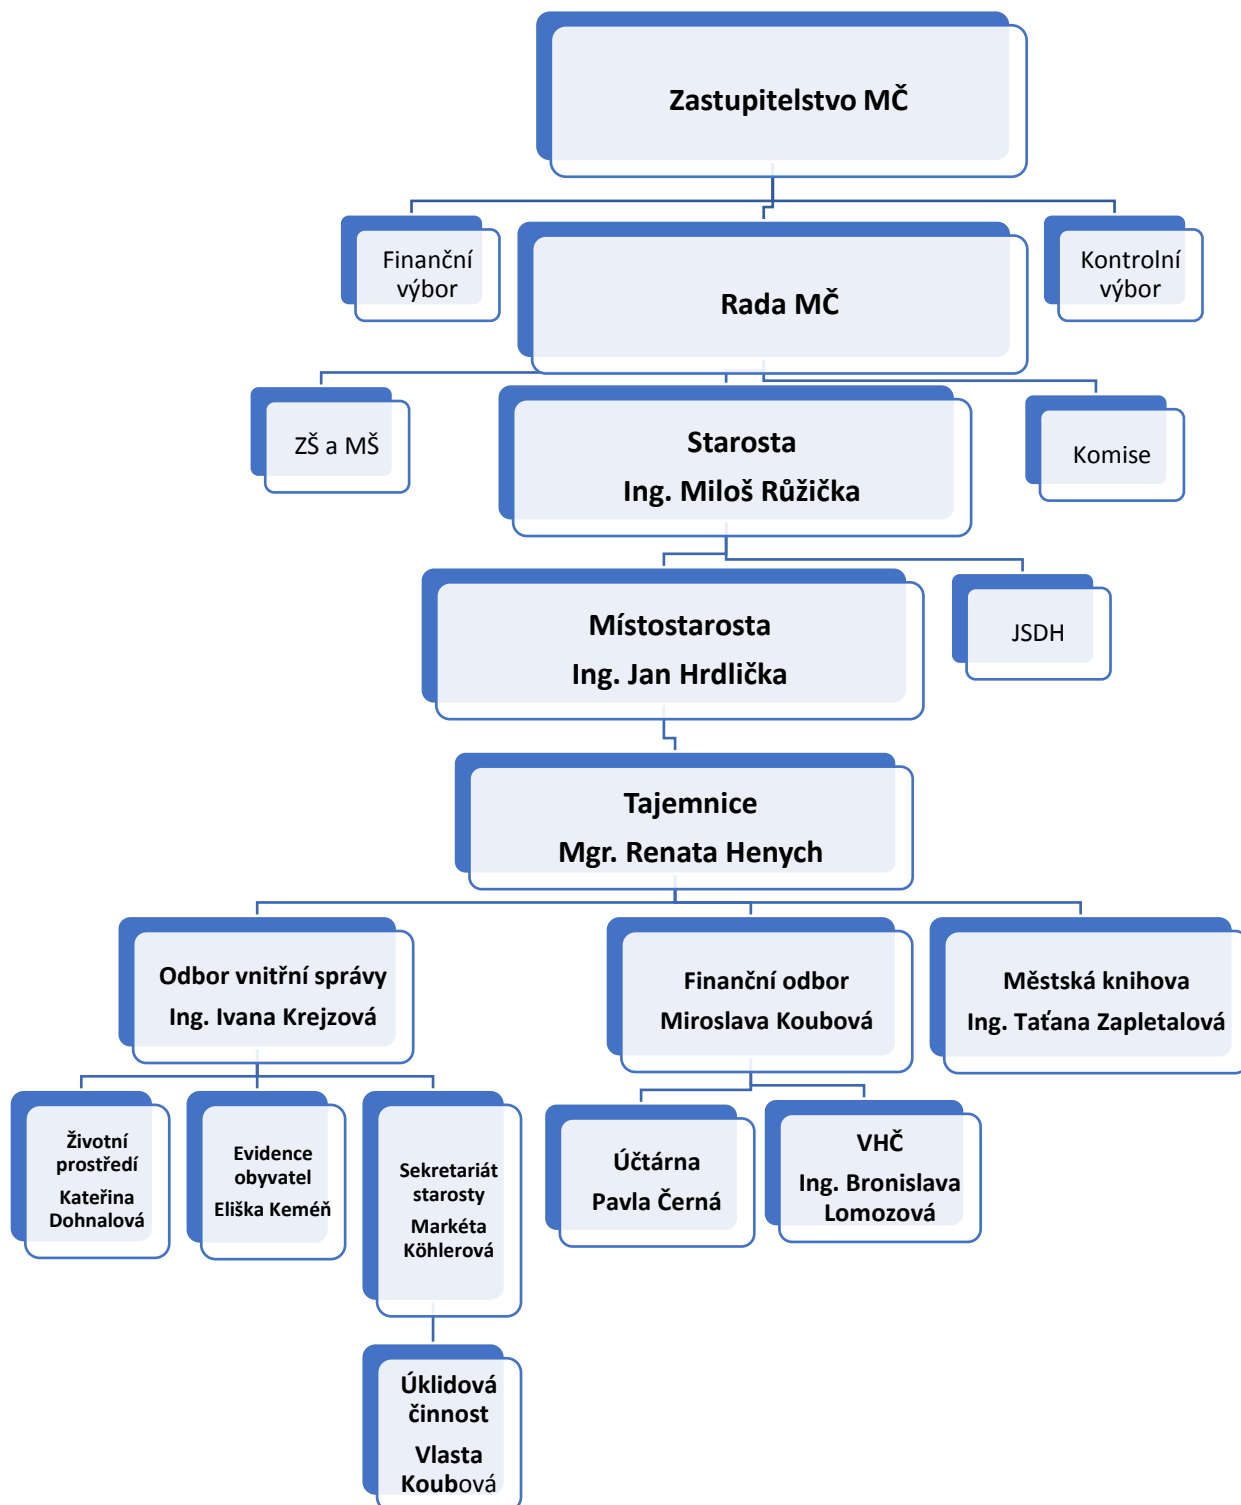 Zastupitelstvo MČ
Finanční
výbor
Rada MČ
Kontrolní
výbor
ZŠ a MŠ
Starosta
Ing. Miloš Růžička
Komise
Místostarosta
Ing. Jan Hrdlička
JSDH
Tajemnice
Mgr. Renata Henych
Odbor vnitřní správy
Ing. Ivana Krejzová
Finanční odbor
Miroslava Koubová
Městská knihova
Ing. Taťana Zapletalová
Životní
prostředí
Kateřina
Dohnalová
Evidence
obyvatel
Eliška Keméň
Sekretariát
starosty
Markéta
Köhlerová
Účtárna
Pavla Černá
VHČ
Ing. Bronislava
Lomozová
Úklidová
činnost
Vlasta
Koubová